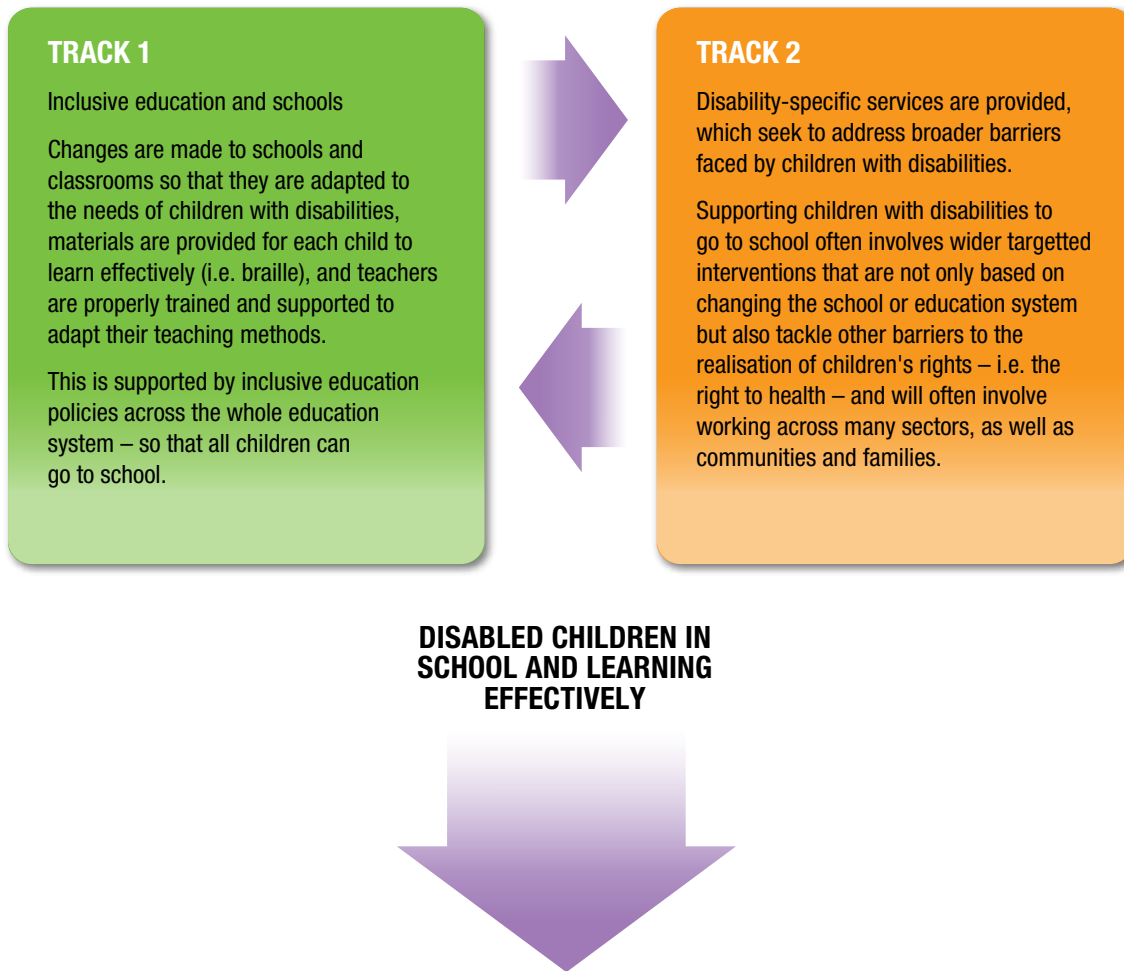 TRACK 1
Inclusive education and schools
Changes are made to schools and
classrooms so that they are adapted to
the needs of children with disabilities,
materials are provided for each child to
learn effectively (i.e. braille), and teachers
are properly trained and supported to
adapt their teaching methods.
This is supported by inclusive education
policies across the whole education
system – so that all children can
go to school.
TRACK 2
Disability-specific services are provided,
which seek to address broader barriers
faced by children with disabilities.
Supporting children with disabilities to
go to school often involves wider targetted
interventions that are not only based on
changing the school or education system
but also tackle other barriers to the
realisation of children's rights – i.e. the
right to health – and will often involve
working across many sectors, as well as
communities and families.
DISABLED CHILDREN IN
SCHOOL AND LEARNING
EFFECTIVELY